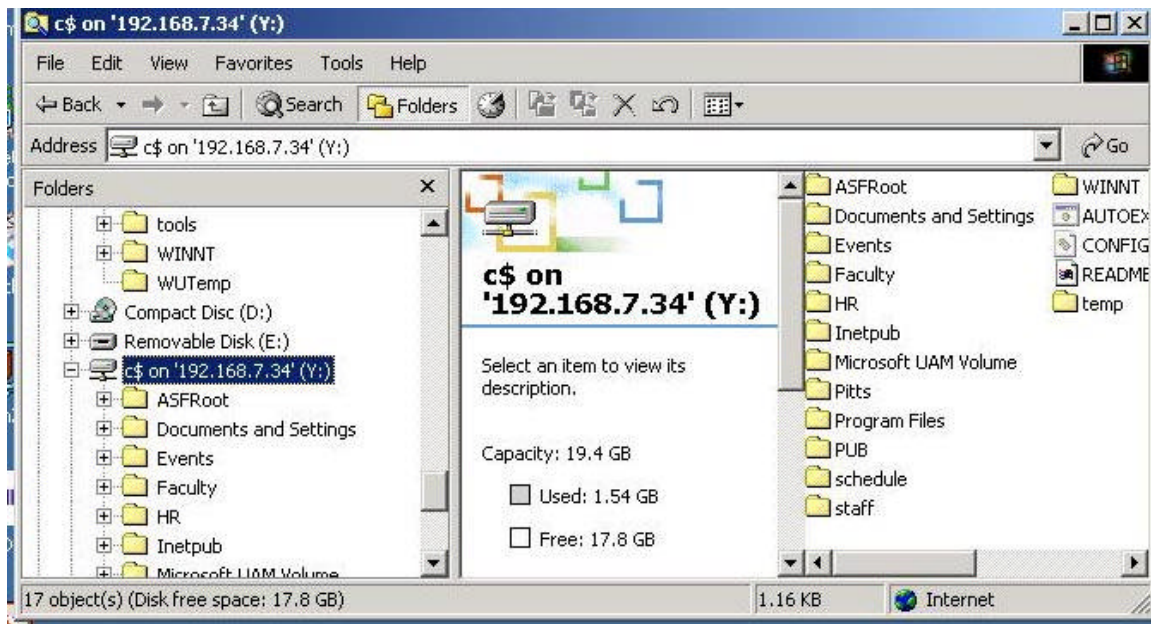 c$ on '192.168.7.34' (Y:)
File Edit View Favorites Tools Help
Back Search Folders
Address c$ on '192.168.7.34' (Y:) Go
Folders
tools
WINNT
WUTemp
Compact Disc (D:)
Removable Disk (E:)
c$ on '192.168.7.34' (Y:)
ASFRoot
Documents and Settings
Events
Faculty
HR
Inetpub
Microsoft UAM Volume
c$ on
'192.168.7.34' (Y:)
Select an item to view its
description.
Capacity: 19.4 GB
Used: 1.54 GB
Free: 17.8 GB
ASFRoot
Documents and Settings
Events
Faculty
HR
Inetpub
Microsoft UAM Volume
Pitts
Program Files
PUB
schedule
staff
WINNT
AUTOEX
CONFIG
README
temp
17 object(s) (Disk free space: 17.8 GB) 1.16 KB Internet